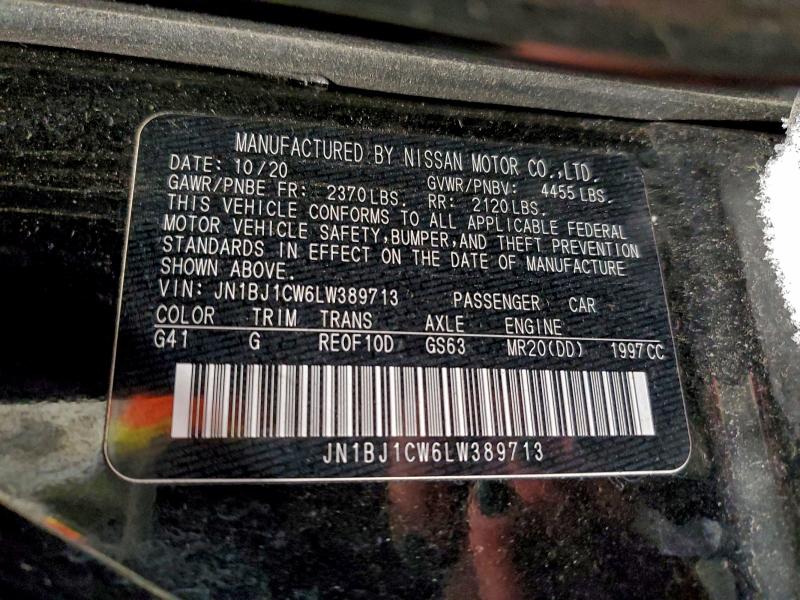 MANUFACTURED BY NISSAN MOTOR CO.,LTD.
DATE: 10/20
GAWR/PNBE FR: 2370LBS. GVWR/PNBV: 4455 LBS.
RR: 2120LBS.
THIS VEHICLE CONFORMS TO ALL APPLICABLE FEDERAL
MOTOR VEHICLE SAFETY,BUMPER,AND THEFT PREVENTION
STANDARDS IN EFFECT ON THE DATE OF MANUFACTURE
SHOWN ABOVE.
VIN: JN1BJ1CW6LW389713 PASSENGER CAR
COLOR TRIM TRANS AXLE ENGINE
G41 G RE0F10D GS63 MR20(DD) 1997CC
JN1BJ1CW6LW389713